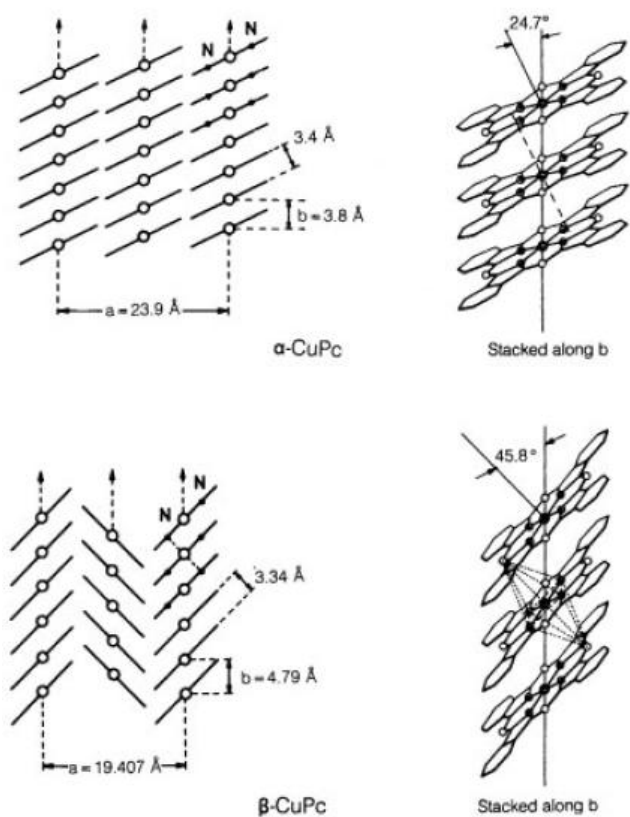 N N
3.4 Å
b = 3.8 Å
a = 23.9 Å
α-CuPc
24.7°
Stacked along b
N
N
3.34 Å
b = 4.79 Å
a = 19.407 Å
β-CuPc
45.8°
Stacked along b